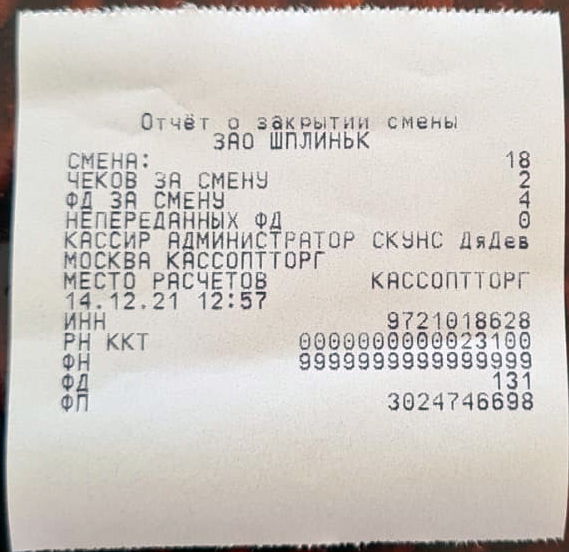 Отчёт о закрытии смены
ЗАО ШПЛИНЬК
СМЕНА: 18
ЧЕКОВ ЗА СМЕНУ 2
ФД ЗА СМЕНУ 4
НЕПЕРЕДАННЫХ ФД 0
КАССИР АДМИНИСТРАТОР СКУНС ДяДев
МОСКВА КАССОПТТОРГ
МЕСТО РАСЧЕТОВ КАССОПТТОРГ
14.12.21 12:57
ИНН 9721018628
РН ККТ 0000000000023100
ФН 9999999999999999
ФД 131
ФП 3024746698